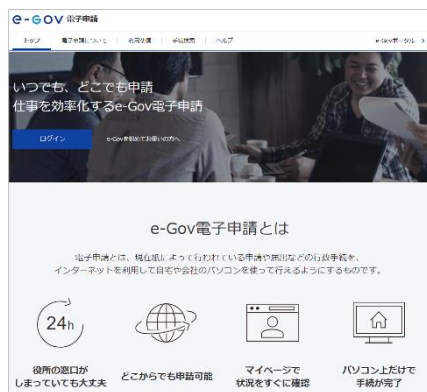 e-GOV 電子申請
トップ 電子申請について 利用準備 手続検索 ヘルプ e-Govポータル
いつでも、どこでも申請
仕事を効率化するe-Gov電子申請
ログイン e-Govを初めてお使いの方へ
e-Gov電子申請とは
電子申請とは、現在紙によって行われている申請や届出などの行政手続を、
インターネットを利用して自宅や会社のパソコンを使って行えるようにするものです。
24h
役所の窓口が
しまっていても大丈夫
どこからでも申請可能
マイページで
状況をすぐに確認
パソコン上だけで
手続が完了